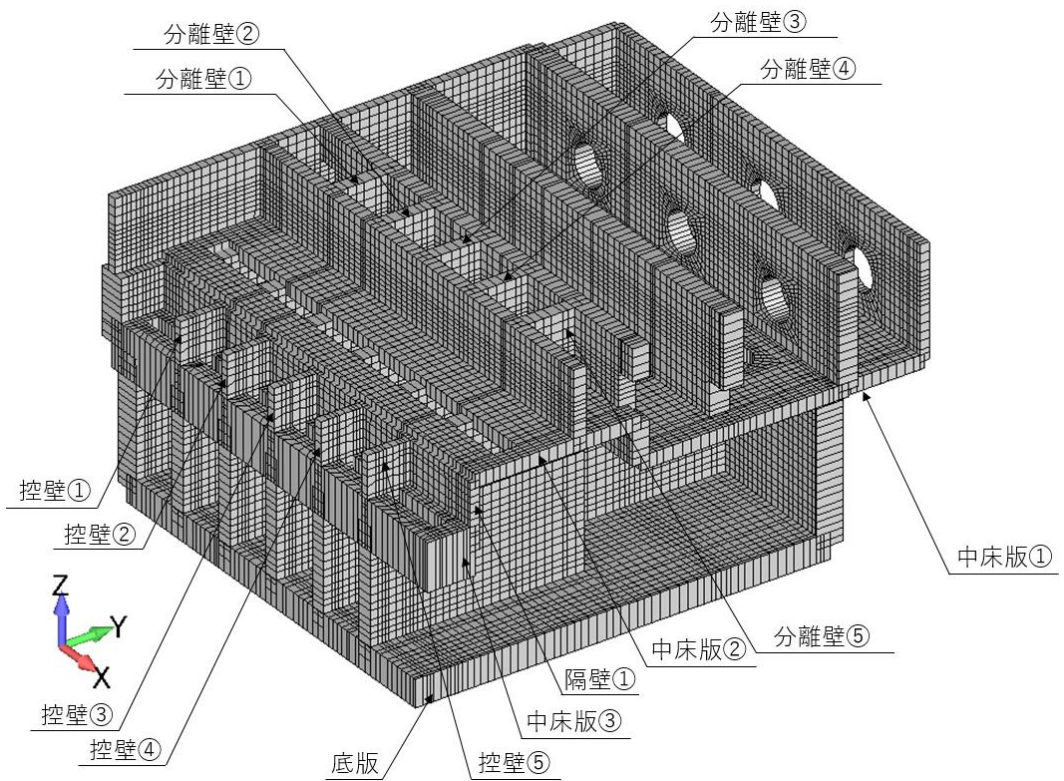 分離壁②
分離壁③
分離壁①
分離壁④
控壁①
控壁②
中床版①
Z
Y
X
分離壁⑤
中床版②
隔壁①
控壁③
中床版③
控壁④
控壁⑤
底版